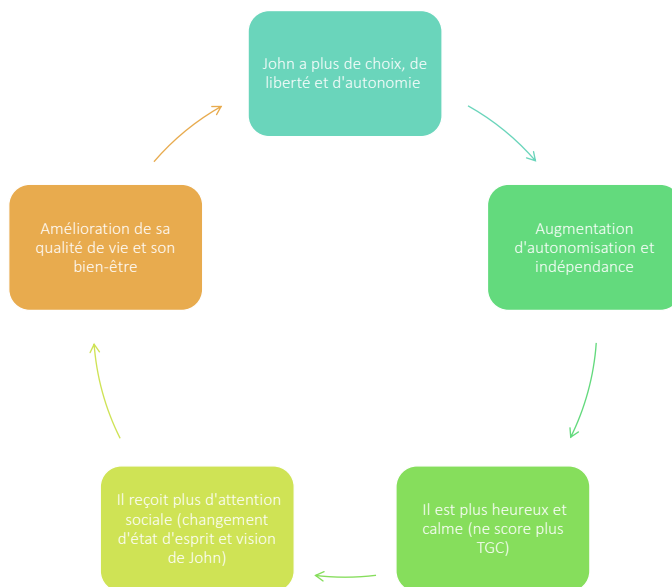 John a plus de choix, de
liberté et d'autonomie
Augmentation
d'autonomisation et
indépendance
Il est plus heureux et
calme (ne score plus
TGC)
Il reçoit plus d'attention
sociale (changement
d'état d'esprit et vision
de John)
Amélioration de sa
qualité de vie et son
bien-être